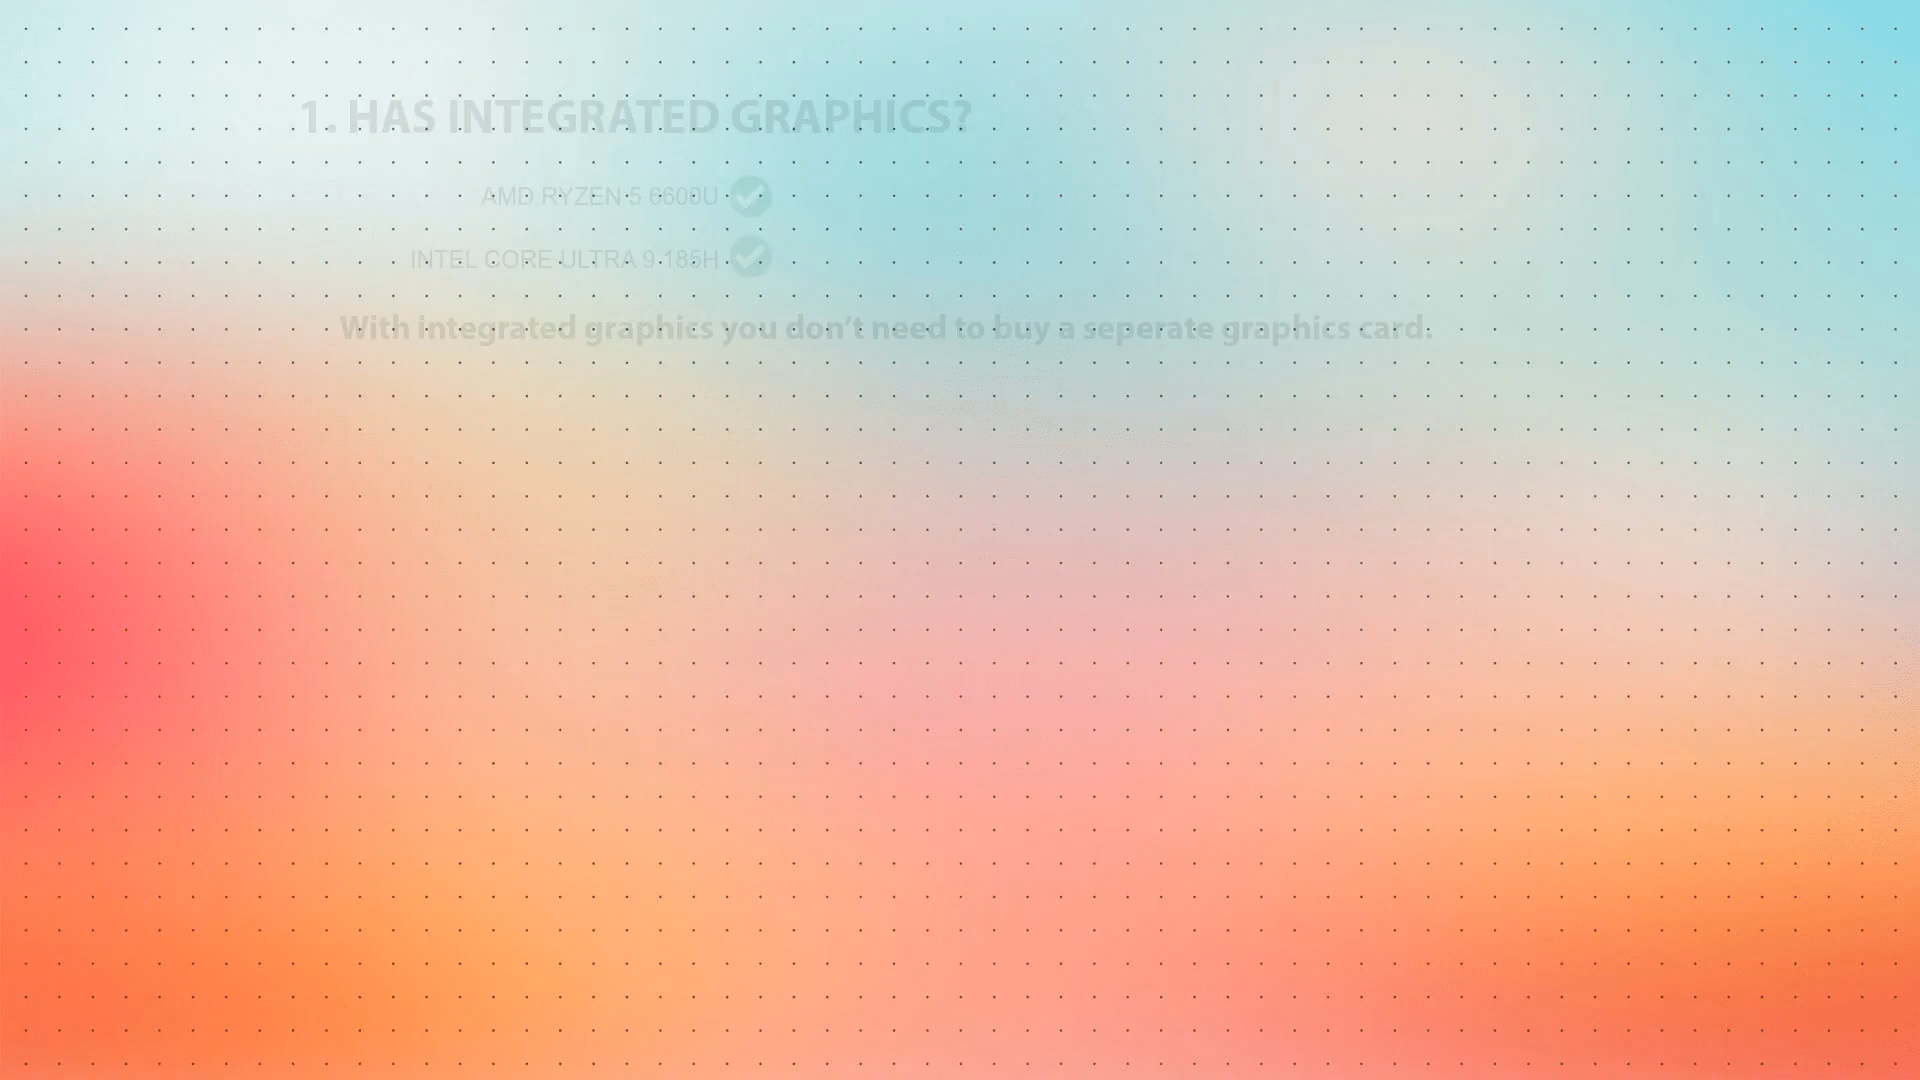 1. HAS INTEGRATED GRAPHICS?
AMD RYZEN 5 6600U
INTEL CORE ULTRA 9 185H
With integrated graphics you don’t need to buy a seperate graphics card.